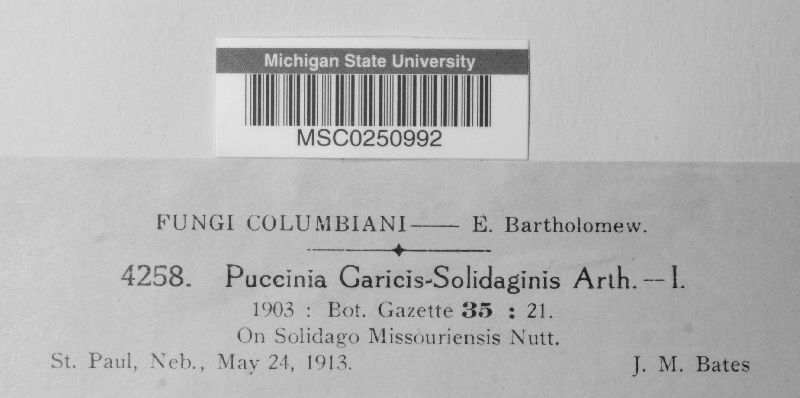 Michigan State University
MSC0250992
FUNGI COLUMBIANI—— E. Bartholomew.
4258. Puccinia Caricis-Solidaginis Arth.—I.
1903 : Bot. Gazette 35 : 21.
On Solidago Missouriensis Nutt.
St. Paul, Neb., May 24, 1913. J. M. Bates